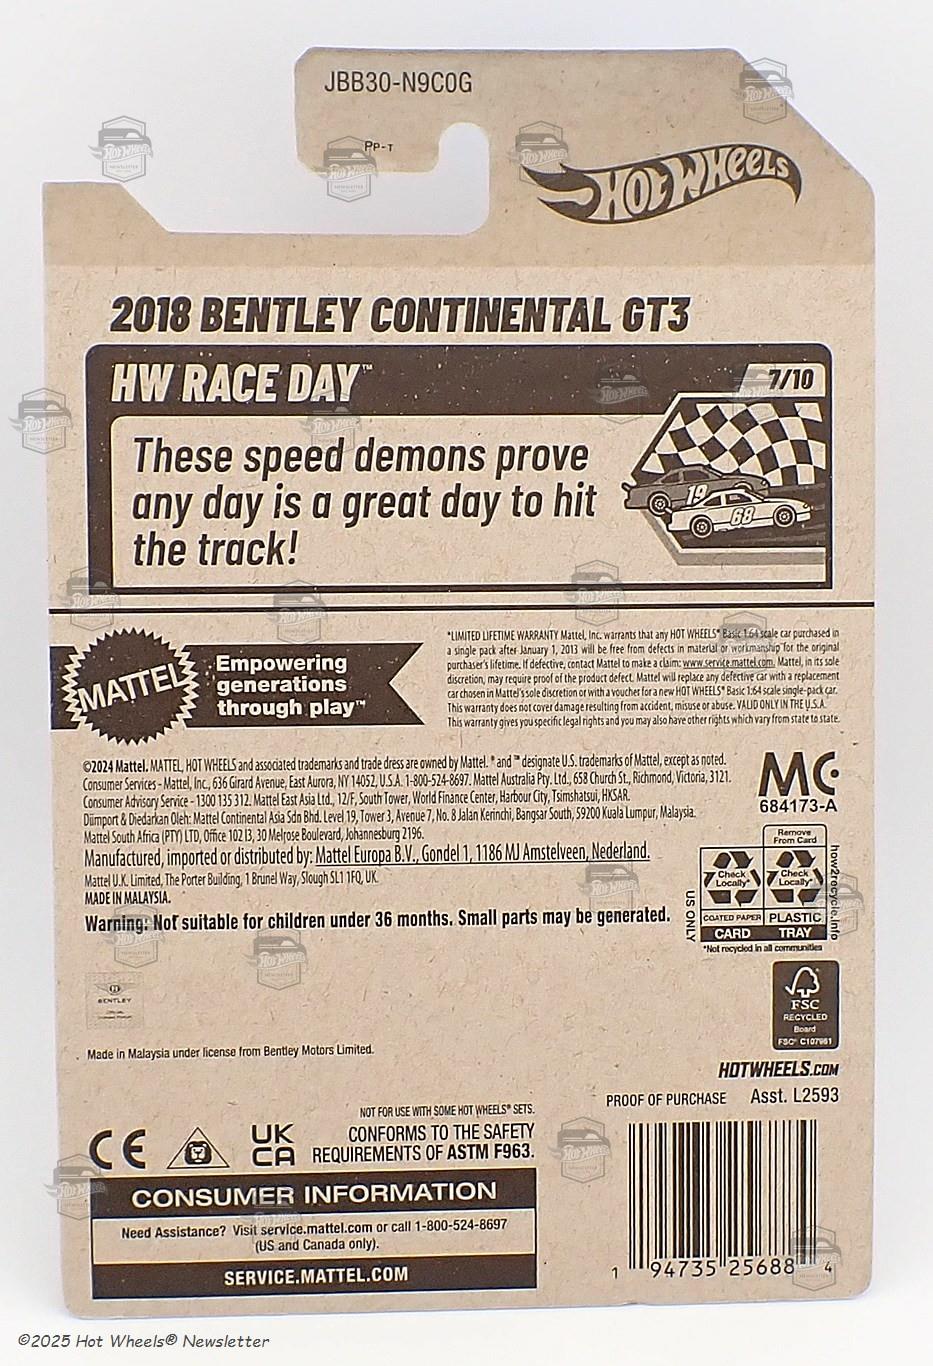 JBB30-N9C0G
PP-T
HOT WHEELS
2018 BENTLEY CONTINENTAL GT3
HW RACE DAY™
7/10
These speed demons prove
any day is a great day to hit
the track!
19
68
MATTEL
Empowering
generations
through play™
*LIMITED LIFETIME WARRANTY Mattel, Inc. warrants that any HOT WHEELS® Basic 1:64 scale car purchased in
a single pack after January 1, 2013 will be free from defects in material or workmanship for the original
purchaser's lifetime. If defective, contact Mattel to make a claim: www.service.mattel.com. Mattel, in its sole
discretion, may require proof of the product defect. Mattel will replace any defective car with a replacement
car chosen in Mattel's sole discretion or with a voucher for a new HOT WHEELS® Basic 1:64 scale single-pack car.
This warranty does not cover damage resulting from accident, misuse or abuse. VALID ONLY IN THE U.S.A.
This warranty gives you specific legal rights and you may also have other rights which vary from state to state.
©2024 Mattel. MATTEL, HOT WHEELS and associated trademarks and trade dress are owned by Mattel. ® and ™ designate U.S. trademarks of Mattel, except as noted.
Consumer Services - Mattel, Inc., 636 Girard Avenue, East Aurora, NY 14052, U.S.A. 1-800-524-8697. Mattel Australia Pty. Ltd., 658 Church St., Richmond, Victoria, 3121.
Consumer Advisory Service - 1300 135 312. Mattel East Asia Ltd., 12/F, South Tower, World Finance Center, Harbour City, Tsimshatsui, HKSAR.
Diimport & Diedarkan Oleh: Mattel Continental Asia Sdn Bhd. Level 19, Tower 3, Avenue 7, No. 8 Jalan Kerinchi, Bangsar South, 59200 Kuala Lumpur, Malaysia.
Mattel South Africa (PTY) LTD, Office 102 I3, 30 Melrose Boulevard, Johannesburg 2196.
Manufactured, imported or distributed by: Mattel Europa B.V., Gondel 1, 1186 MJ Amstelveen, Nederland.
Mattel U.K. Limited, The Porter Building, 1 Brunel Way, Slough SL1 1FQ, UK.
MADE IN MALAYSIA.
Warning: Not suitable for children under 36 months. Small parts may be generated.
MC
684173-A
Remove
From Card
Check
Locally*
Check
Locally*
COATED PAPER
PLASTIC
CARD
TRAY
US ONLY
how2recycle.info
*Not recycled in all communities
BENTLEY
FSC
RECYCLED
Board
FSC® C107981
Made in Malaysia under license from Bentley Motors Limited.
HOTWHEELS.COM
PROOF OF PURCHASE Asst. L2593
NOT FOR USE WITH SOME HOT WHEELS® SETS.
CE
UK
CA
CONFORMS TO THE SAFETY
REQUIREMENTS OF ASTM F963.
CONSUMER INFORMATION
Need Assistance? Visit service.mattel.com or call 1-800-524-8697
(US and Canada only).
SERVICE.MATTEL.COM
1 94735 25688 4
©2025 Hot Wheels® Newsletter